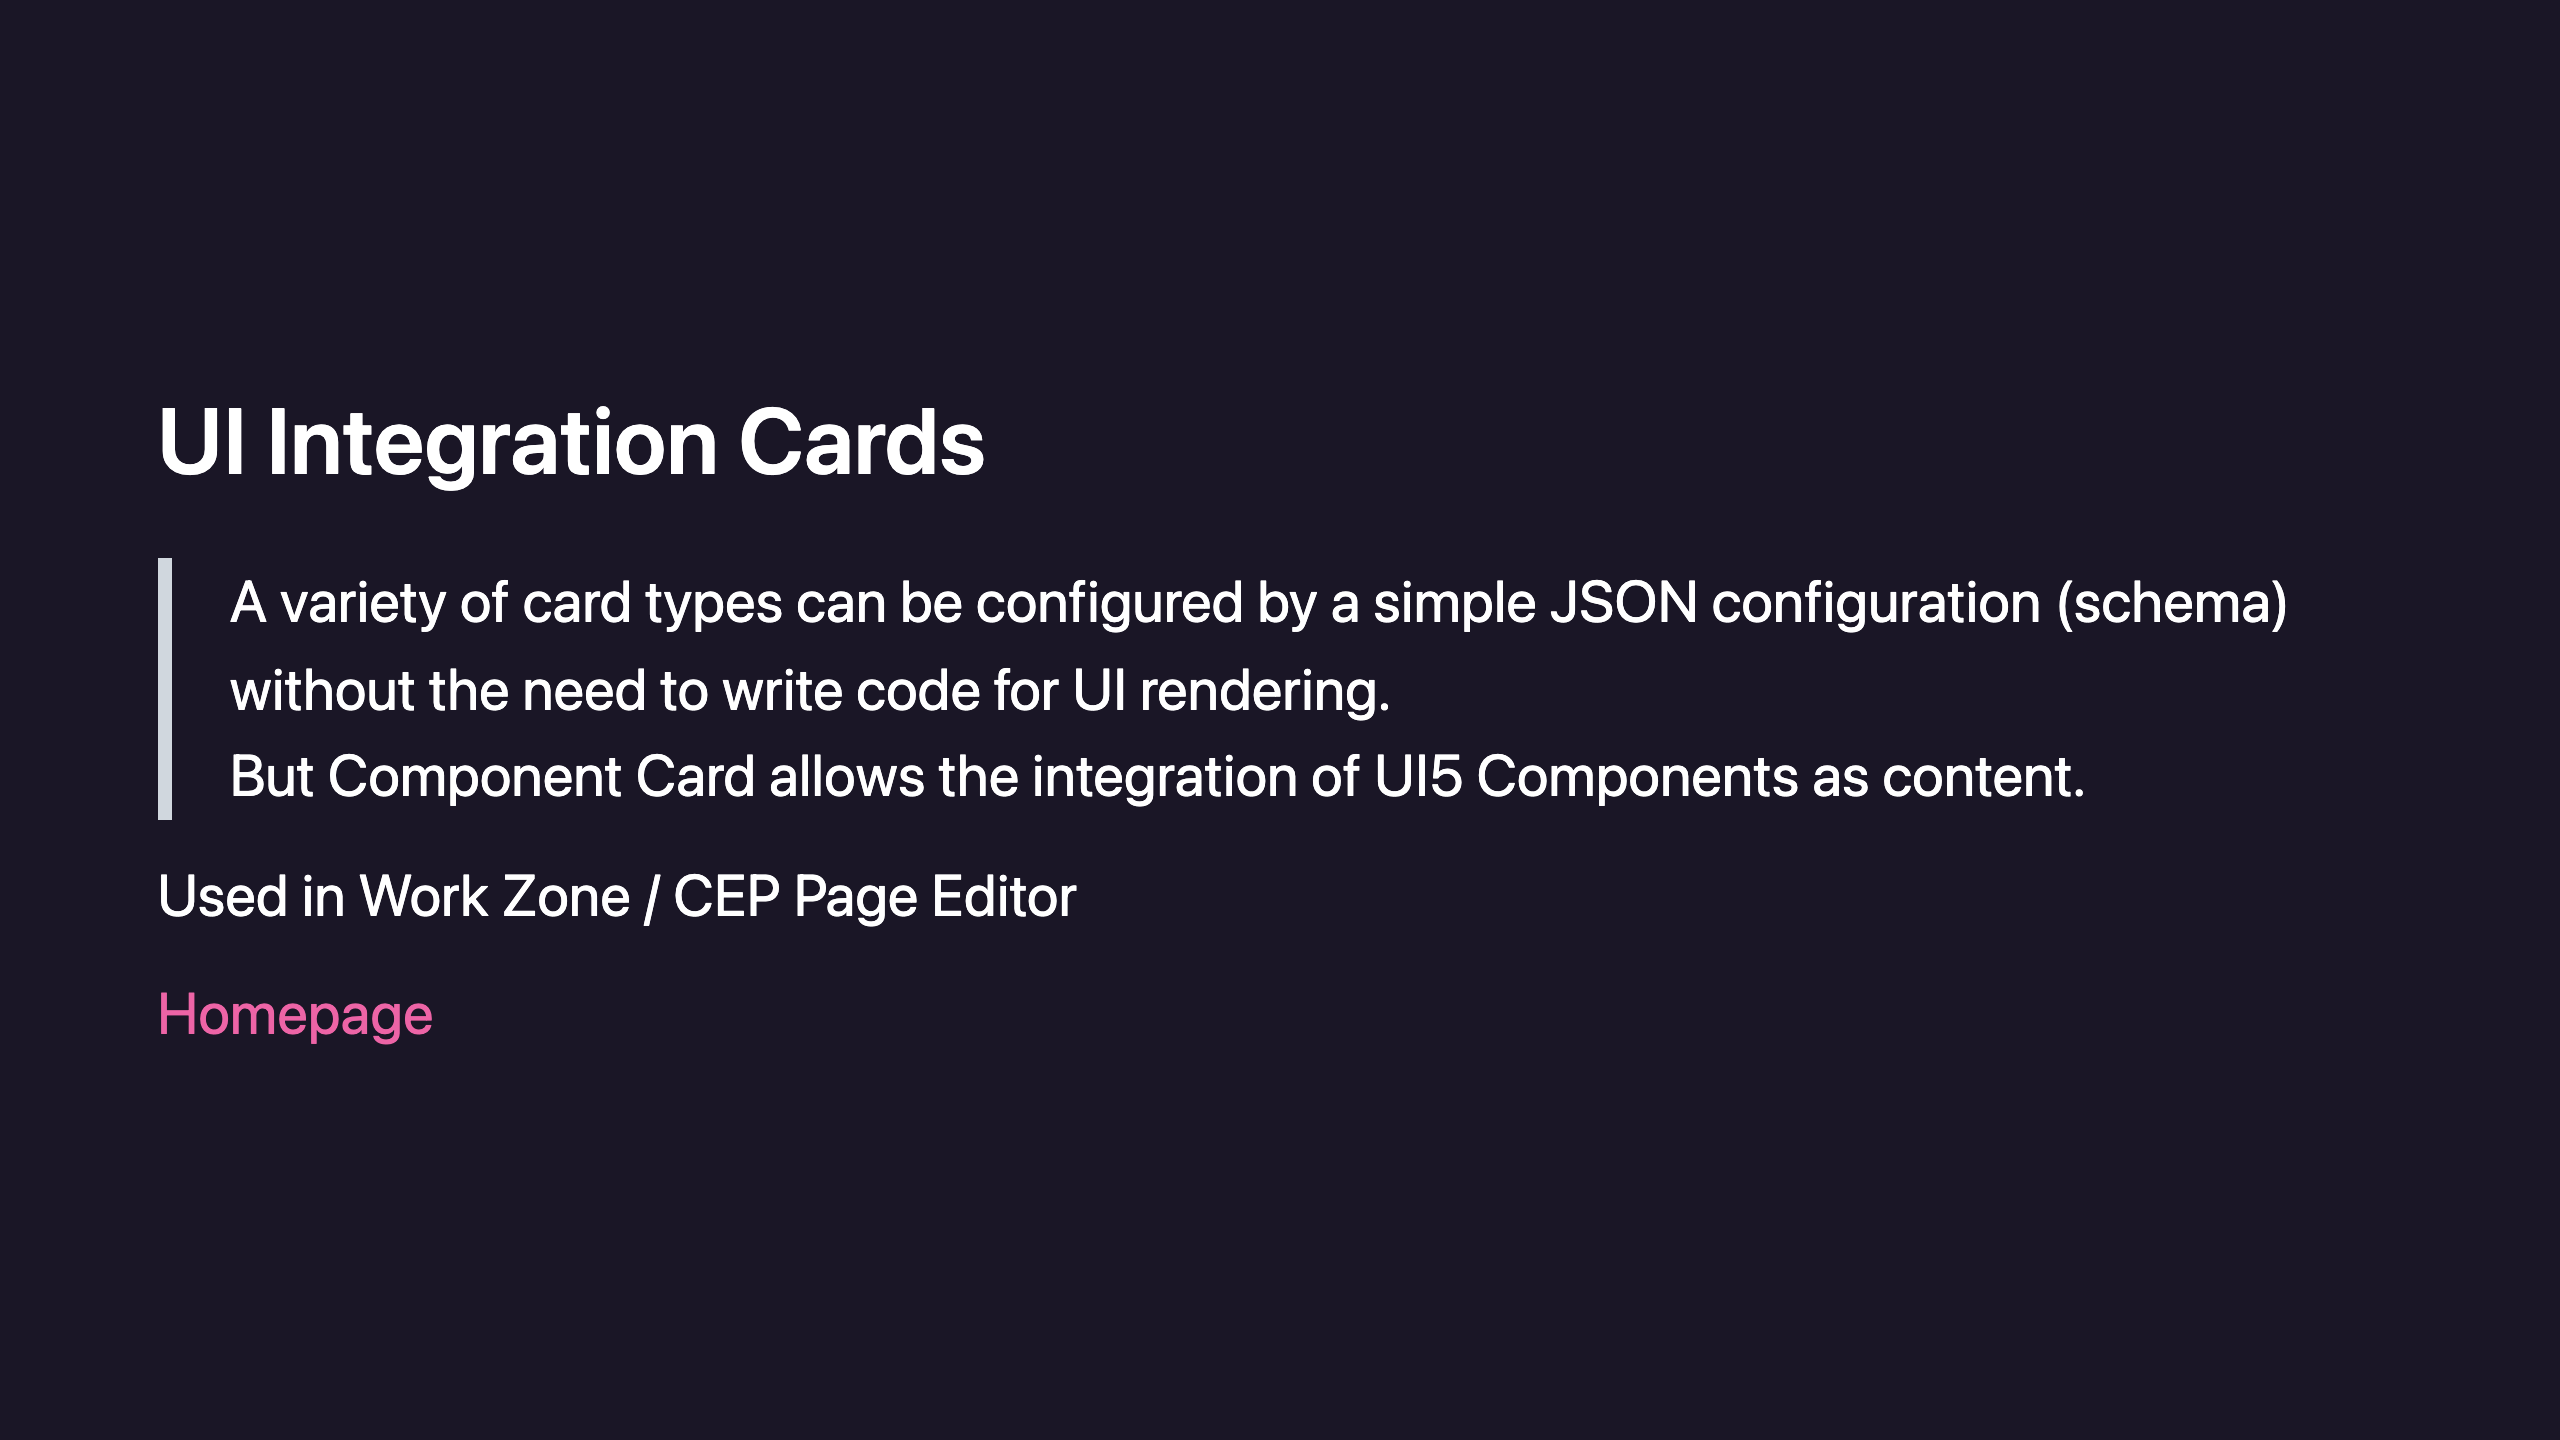 UI Integration Cards
A variety of card types can be configured by a simple JSON configuration (schema)
without the need to write code for UI rendering.
But Component Card allows the integration of UI5 Components as content.
Used in Work Zone / CEP Page Editor
Homepage